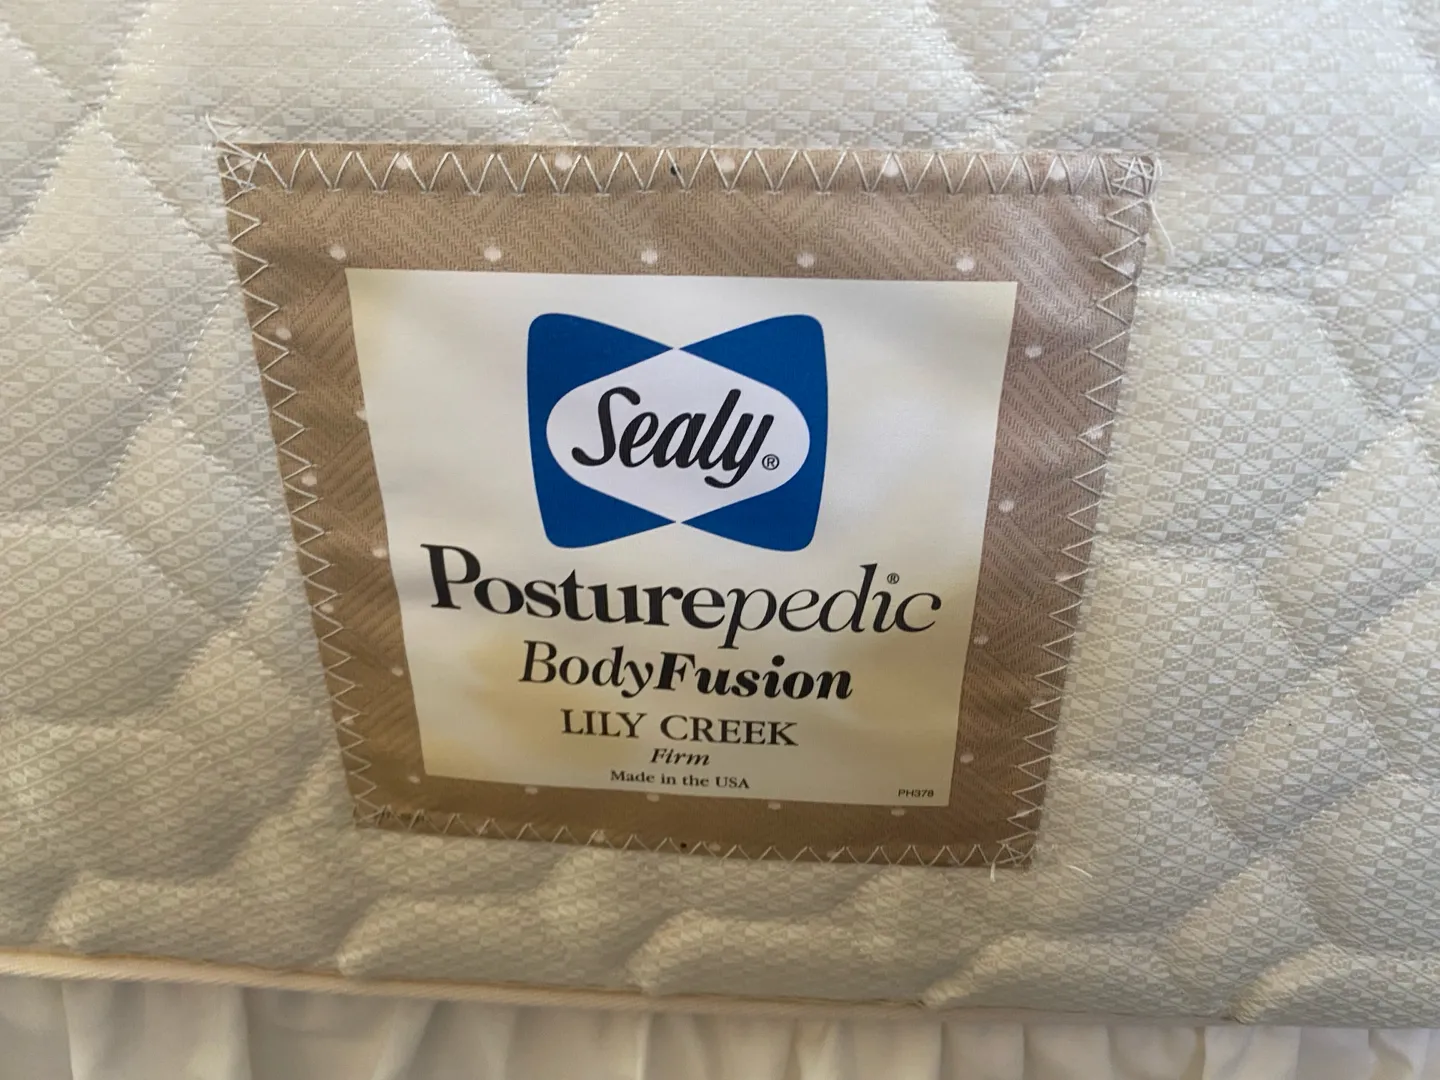 Sealy®
Posturepedic®
BodyFusion
LILY CREEK
Firm
Made in the USA
PH378